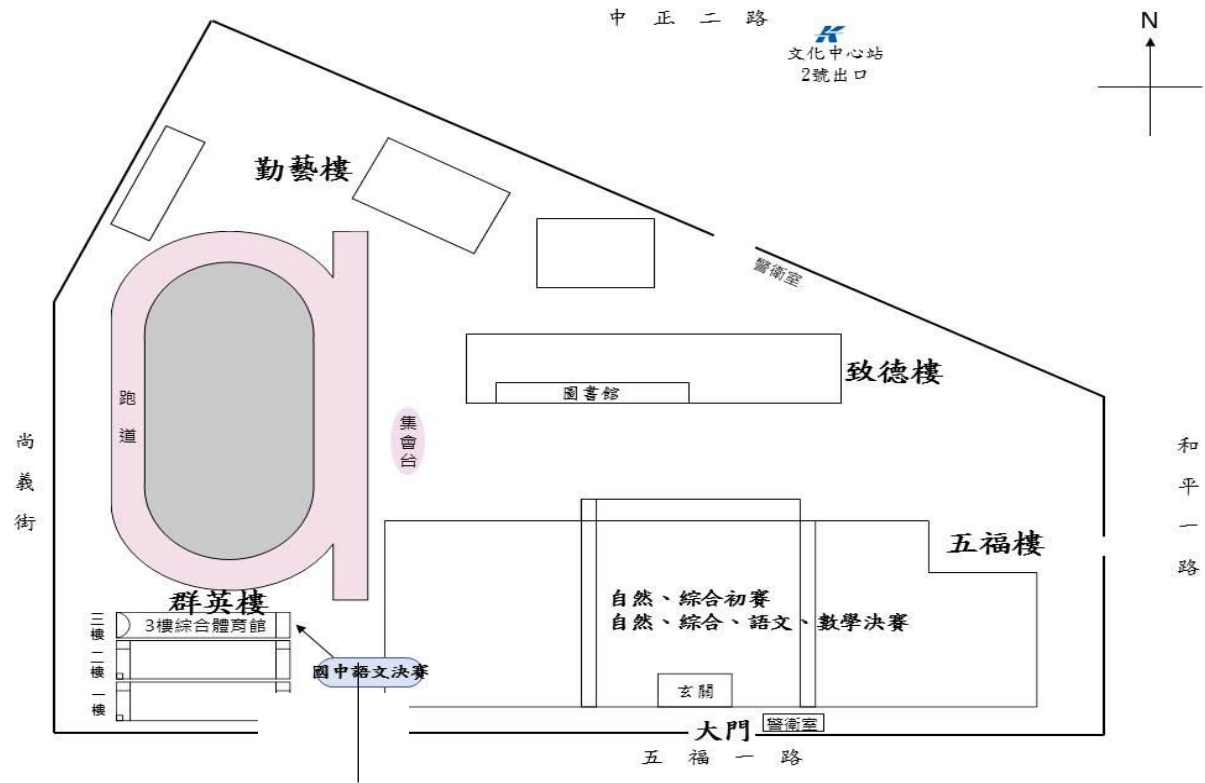 中正二路
N
文化中心站
2號出口
勤藝樓
警衛室
致德樓
圖書館
跑道
集會台
尚義街
和平一路
五福樓
群英樓
自然、綜合初賽
自然、綜合、語文、數學決賽
三樓
3樓綜合體育館
二樓
國中語文決賽
一樓
玄關
大門
警衛室
五福一路